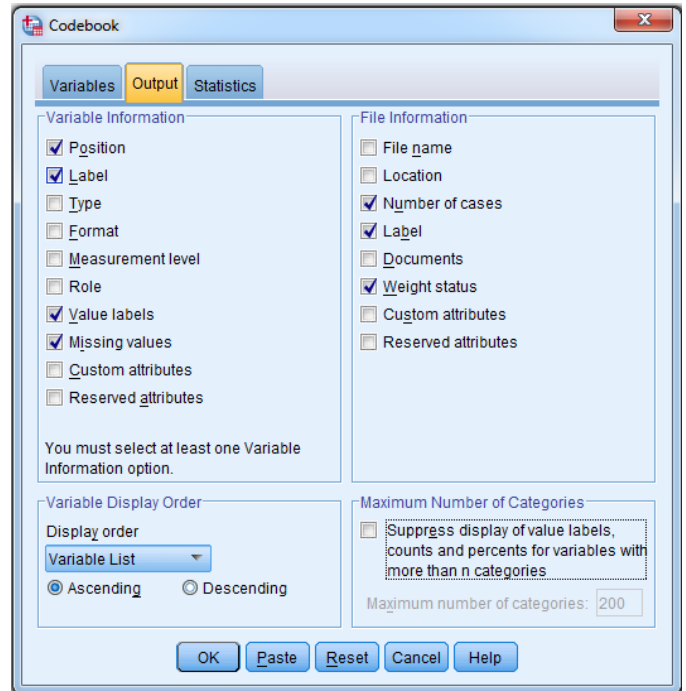 Codebook
Variables Output Statistics
Variable Information
Position
Label
Type
Format
Measurement level
Role
Value labels
Missing values
Custom attributes
Reserved attributes
You must select at least one Variable
Information option.
File Information
File name
Location
Number of cases
Label
Documents
Weight status
Custom attributes
Reserved attributes
Variable Display Order
Display order
Variable List
Ascending Descending
Maximum Number of Categories
Suppress display of value labels,
counts and percents for variables with
more than n categories
Maximum number of categories: 200
OK Paste Reset Cancel Help